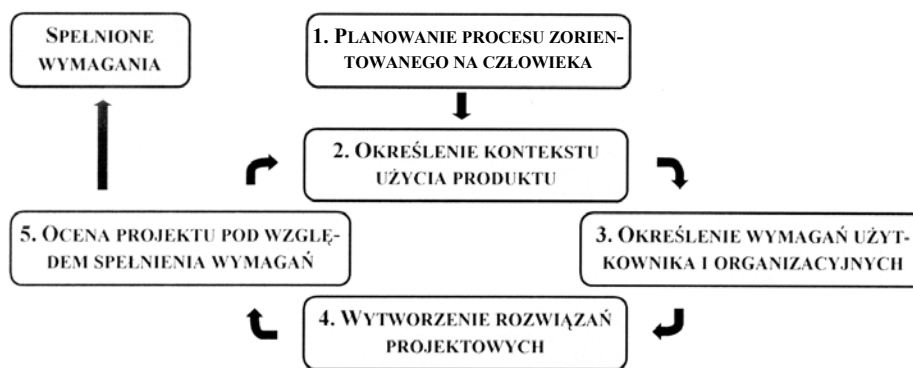 SPEŁNIONE
WYMAGANIA
1. PLANOWANIE PROCESU ZORIEN-
TOWANEGO NA CZŁOWIEKA
2. OKREŚLENIE KONTEKSTU
UŻYCIA PRODUKTU
5. OCENA PROJEKTU POD WZGLĘ-
DEM SPEŁNIENIA WYMAGAŃ
3. OKREŚLENIE WYMAGAŃ UŻYT-
KOWNIKA I ORGANIZACYJNYCH
4. WYTWORZENIE ROZWIĄZAŃ
PROJEKTOWYCH